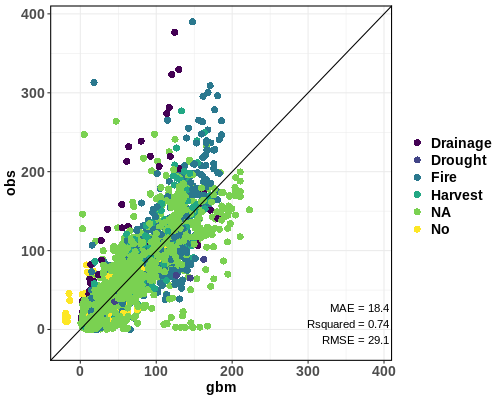 400
300
200
100
0
obs
0
100
200
300
400
gbm
MAE = 18.4
Rsquared = 0.74
RMSE = 29.1
Drainage
Drought
Fire
Harvest
NA
No